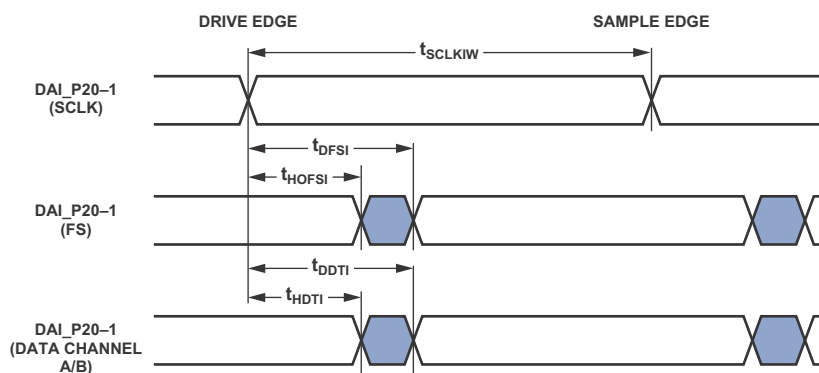 DRIVE EDGE
SAMPLE EDGE
tSCLKIW
DAI_P20–1
(SCLK)
tDFSI
tHOFSI
DAI_P20–1
(FS)
tDDTI
tHDTI
DAI_P20–1
(DATA CHANNEL
A/B)